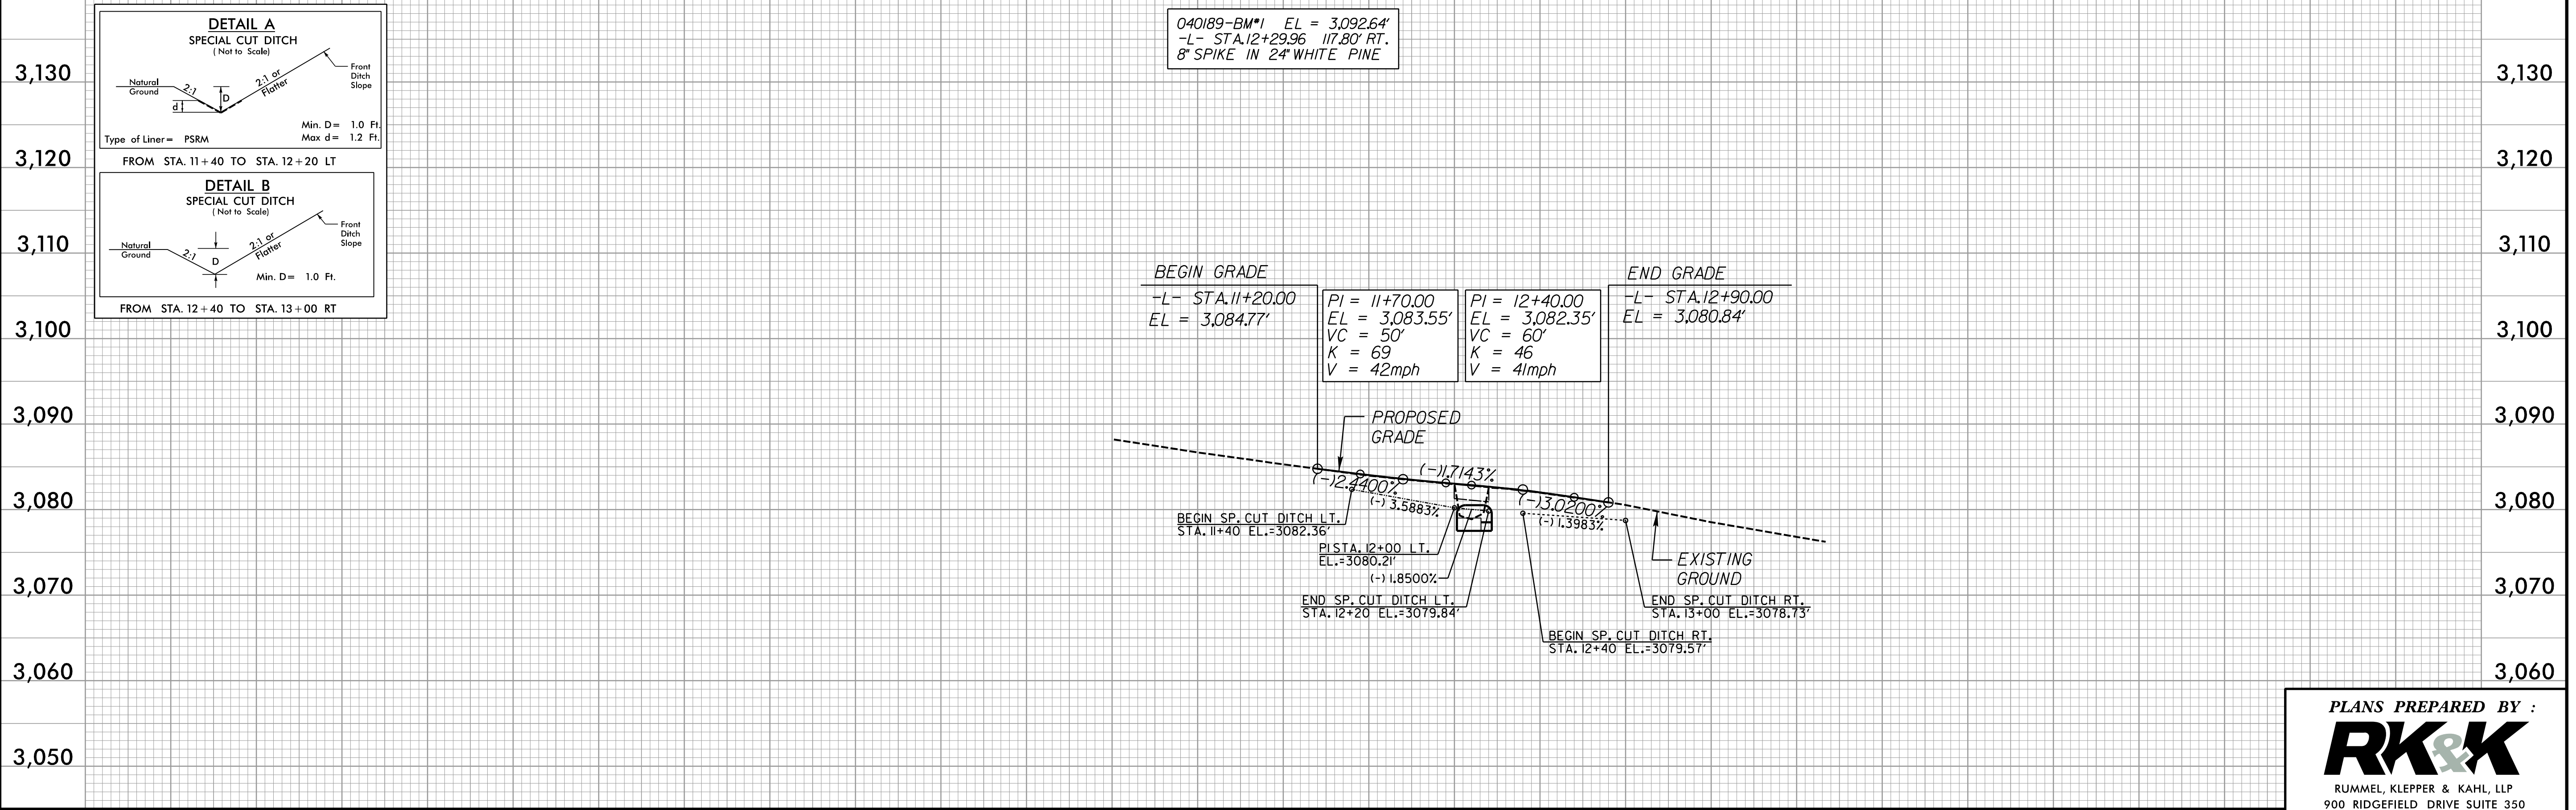 DETAIL A
SPECIAL CUT DITCH
( Not to Scale)
Natural
Ground
2:1
d
D
2:1 or
Flatter
Front
Ditch
Slope
Min. D= 1.0 Ft.
Type of Liner= PSRM
Max d= 1.2 Ft.
FROM STA. 11+40 TO STA. 12+20 LT
DETAIL B
SPECIAL CUT DITCH
( Not to Scale)
Natural
Ground
2:1
D
2:1 or
Flatter
Front
Ditch
Slope
Min. D= 1.0 Ft.
FROM STA. 12+40 TO STA. 13+00 RT
3,130
3,120
3,110
3,100
3,090
3,080
3,070
3,060
3,050
040189-BM#1 EL = 3,092.64'
-L- STA.12+29.96 117.80' RT.
8" SPIKE IN 24" WHITE PINE
BEGIN GRADE
-L- STA.11+20.00
EL = 3,084.77'
PI = 11+70.00
EL = 3,083.55'
VC = 50'
K = 69
V = 42mph
PI = 12+40.00
EL = 3,082.35'
VC = 60'
K = 46
V = 41mph
END GRADE
-L- STA.12+90.00
EL = 3,080.84'
PROPOSED
GRADE
(-)2.4400%
(-)1.7143%
(-)3.0200%
(-) 3.5883%
(-) 1.3983%
BEGIN SP. CUT DITCH LT.
STA. 11+40 EL.=3082.36'
PI STA. 12+00 LT.
EL.=3080.21'
(-) 1.8500%
END SP. CUT DITCH LT.
STA. 12+20 EL.=3079.84'
BEGIN SP. CUT DITCH RT.
STA. 12+40 EL.=3079.57'
END SP. CUT DITCH RT.
STA. 13+00 EL.=3078.73'
EXISTING
GROUND
3,130
3,120
3,110
3,100
3,090
3,080
3,070
3,060
PLANS PREPARED BY :
RK&K
RUMMEL, KLEPPER & KAHL, LLP
900 RIDGEFIELD DRIVE SUITE 350